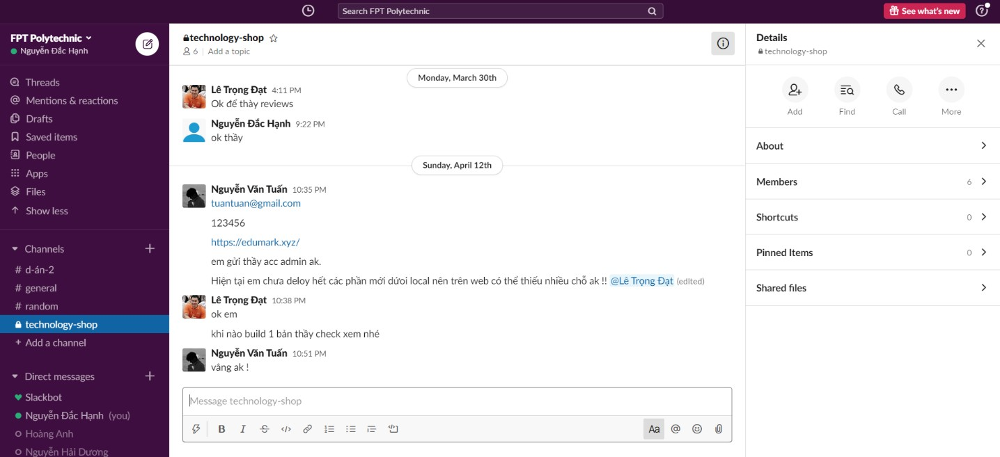 Search FPT Polytechnic
See what's new
FPT Polytechnic
Nguyễn Đắc Hạnh
Threads
Mentions & reactions
Drafts
Saved items
People
Apps
Files
Show less
Channels
# d-án-2
# general
# random
technology-shop
+ Add a channel
Direct messages
Slackbot
Nguyễn Đắc Hạnh (you)
Hoàng Anh
Nguyễn Hải Dương
technology-shop
6 | Add a topic
Monday, March 30th
Lê Trọng Đạt 4:11 PM
Ok để thày reviews
Nguyễn Đắc Hạnh 9:22 PM
ok thầy
Sunday, April 12th
Nguyễn Văn Tuấn 10:35 PM
tuantuan@gmail.com
123456
https://edumark.xyz/
em gửi thầy acc admin ak.
Hiện tại em chưa deloy hết các phần mới dứoi local nên trên web có thể thiếu nhiều chỗ ak !! @Lê Trọng Đạt (edited)
Lê Trọng Đạt 10:38 PM
ok em
khi nào build 1 bản thầy check xem nhé
Nguyễn Văn Tuấn 10:51 PM
vâng ak !
Message technology-shop
B I S </> Aa @
Details
technology-shop
Add Find Call More
About
Members 6
Shortcuts 0
Pinned Items 0
Shared files